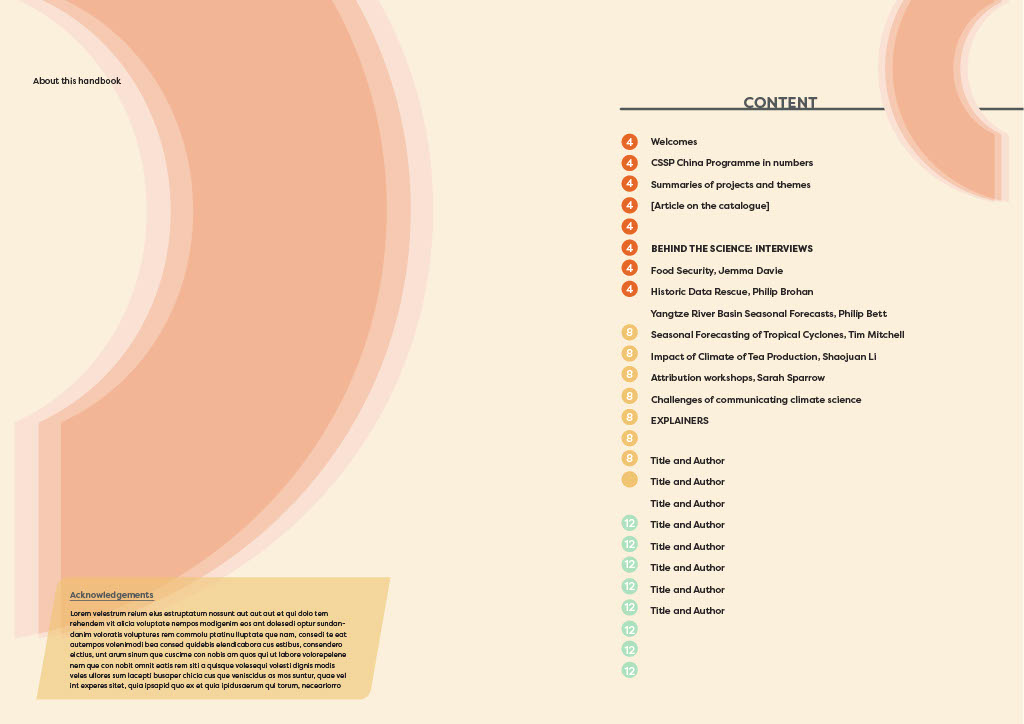 About this handbook
Acknowledgements
Lorem velestrum reium eius estruptatum nossunt aut aut aut et qui dolo tem
rehendem vit alicia voluptate nempos modigenim eos ant dolesedi optur sundan-
danim voloratis voluptures rem commolu ptatinulluptate que nam, consedi te eat
autempos volenimodi bea consed quidebis elendicabora cus estibus, consendero
eictius, unt arum sinum que cuscime con nobis am quos qui ut labore volorepelene
nem que con nobit omnit eatis rem siti a quisque volesequi volesti dignis modis
veles ullores sum lacepti busaper chicia cus que veniscidus as mos suntur, quae vel
int experes sitet, quia ipsapid quo ex et quia ipidusaerum qui torum, neceariorro
CONTENT
4 Welcomes
4 CSSP China Programme in numbers
4 Summaries of projects and themes
4 [Article on the catalogue]
4
4 BEHIND THE SCIENCE: INTERVIEWS
4 Food Security, Jemma Davie
4 Historic Data Rescue, Philip Brohan
Yangtze River Basin Seasonal Forecasts, Philip Bett
8 Seasonal Forecasting of Tropical Cyclones, Tim Mitchell
8 Impact of Climate of Tea Production, Shaojuan Li
8 Attribution workshops, Sarah Sparrow
8 Challenges of communicating climate science
8 EXPLAINERS
8
8 Title and Author
Title and Author
Title and Author
12 Title and Author
12 Title and Author
12 Title and Author
12 Title and Author
12 Title and Author
12
12
12